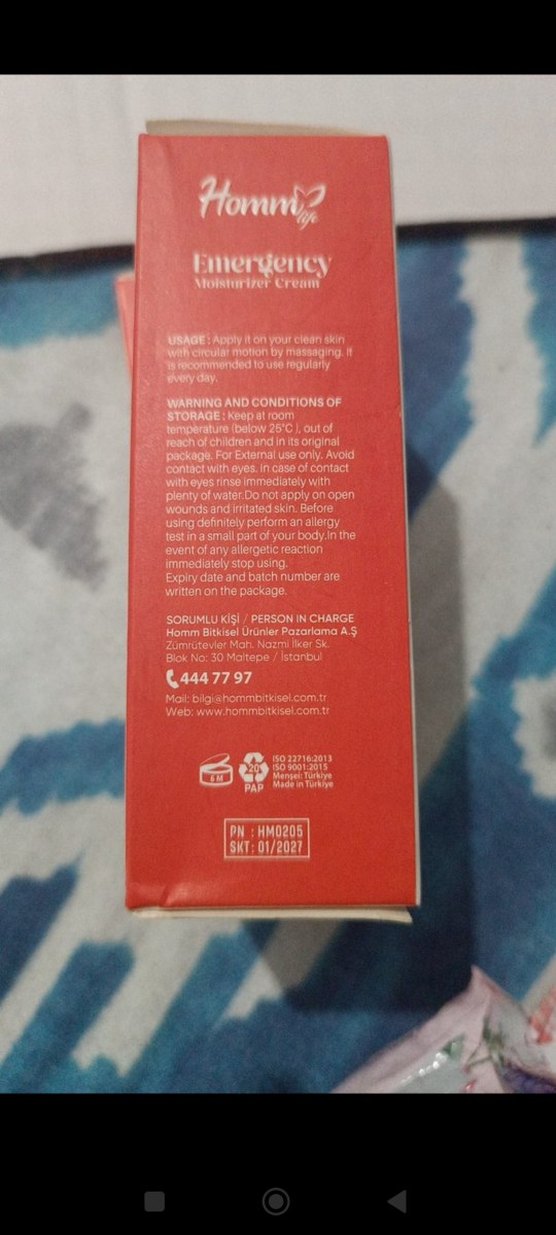 Homm
life
Emergency
Moisturizer Cream
USAGE : Apply it on your clean skin
with circular motion by massaging. It
is recommended to use regularly
every day.
WARNING AND CONDITIONS OF
STORAGE : Keep at room
temperature (below 25°C ), out of
reach of children and in its original
package. For External use only. Avoid
contact with eyes. In case of contact
with eyes rinse immediately with
plenty of water.Do not apply on open
wounds and irritated skin. Before
using definitely perform an allergy
test in a small part of your body.In the
event of any allergetic reaction
immediately stop using.
Expiry date and batch number are
written on the package.
SORUMLU KİŞİ / PERSON IN CHARGE
Homm Bitkisel Ürünler Pazarlama A.Ş
Zümrütevler Mah. Nazmi İlker Sk.
Blok No: 30 Maltepe / İstanbul
444 77 97
Mail: bilgi@hommbitkisel.com.tr
Web: www.hommbitkisel.com.tr
6 M
20
PAP
ISO 22716:2013
ISO 9001:2015
Menşei: Türkiye
Made in Türkiye
PN : HM0205
SKT: 01/2027